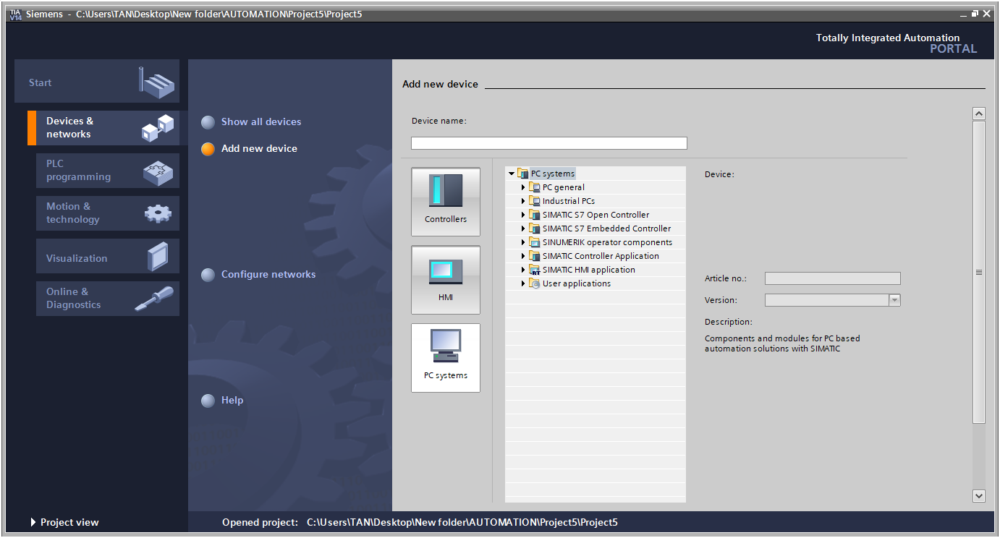 TIA V14 Siemens - C:\Users\TAN\Desktop\New folder\AUTOMATION\Project5\Project5
Totally Integrated Automation
PORTAL
Start
Devices &
networks
PLC
programming
Motion &
technology
Visualization
Online &
Diagnostics
Project view
Show all devices
Add new device
Configure networks
Help
Add new device
Device name:
Controllers
HMI
PC systems
PC systems
PC general
Industrial PCs
SIMATIC S7 Open Controller
SIMATIC S7 Embedded Controller
SINUMERIK operator components
SIMATIC Controller Application
RT SIMATIC HMI application
User applications
Device:
Article no.:
Version:
Description:
Components and modules for PC based
automation solutions with SIMATIC
Opened project: C:\Users\TAN\Desktop\New folder\AUTOMATION\Project5\Project5